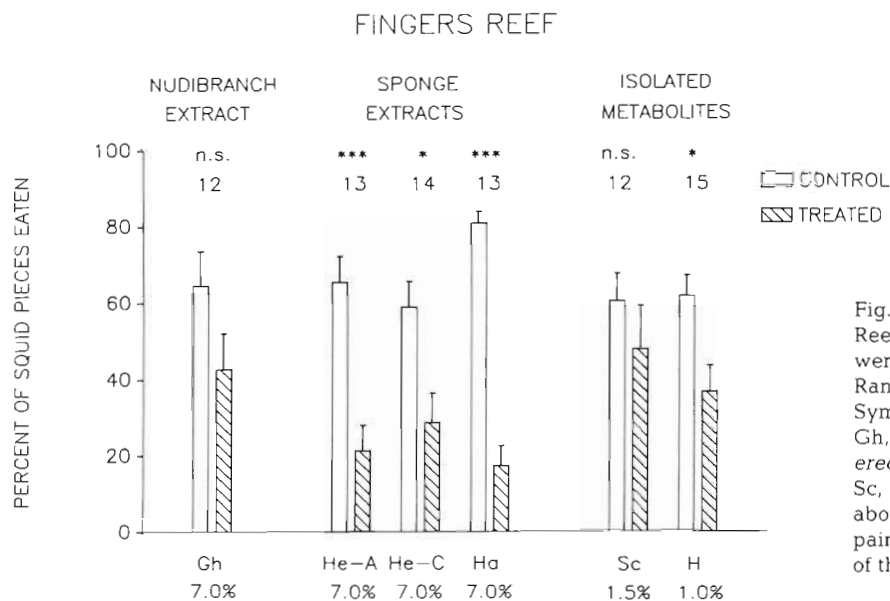 FINGERS REEF
NUDIBRANCH
EXTRACT
SPONGE
EXTRACTS
ISOLATED
METABOLITES
PERCENT OF SQUID PIECES EATEN
100
80
60
40
20
0
n.s. *** * *** n.s. *
12 13 14 13 12 15
CONTROL
TREATED
Gh He-A He-C Ha Sc H
7.0% 7.0% 7.0% 7.0% 1.5% 1.0%
Fig.
Ree
wer
Ran
Sym
Gh,
erec
Sc,
abo
pair
of th